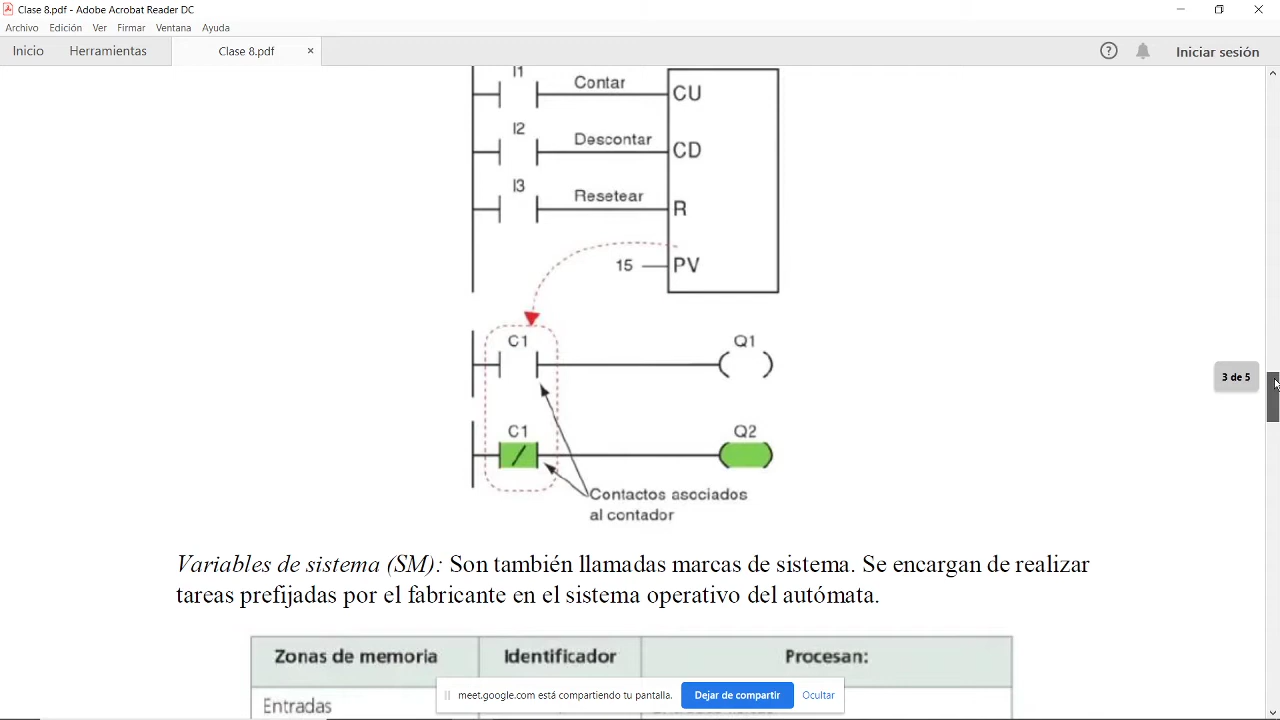 Clase 8.pdf - Adobe Acrobat Reader DC
Archivo Edición Ver Firmar Ventana Ayuda
Inicio Herramientas Clase 8.pdf × Iniciar sesión
I1 Contar CU
I2 Descontar CD
I3 Resetear R
15 PV
C1 Q1
3 de 5
C1 Q2
Contactos asociados
al contador
Variables de sistema (SM): Son también llamadas marcas de sistema. Se encargan de realizar
tareas prefijadas por el fabricante en el sistema operativo del autómata.
Zonas de memoria Identificador Procesan:
meet.google.com está compartiendo tu pantalla. Dejar de compartir Ocultar
Entradas